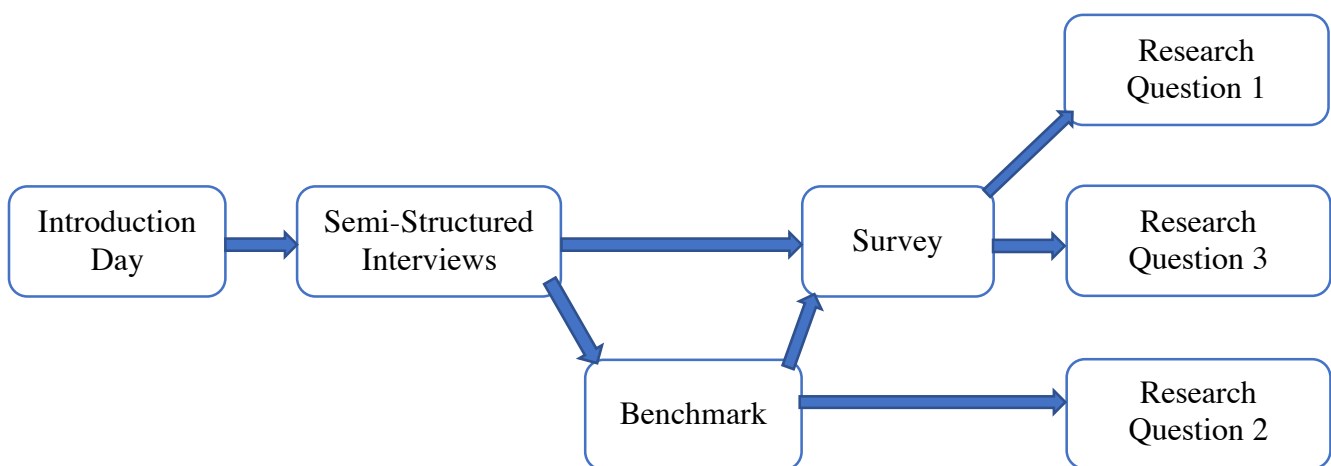 Introduction
Day
Semi-Structured
Interviews
Benchmark
Survey
Research
Question 1
Research
Question 3
Research
Question 2